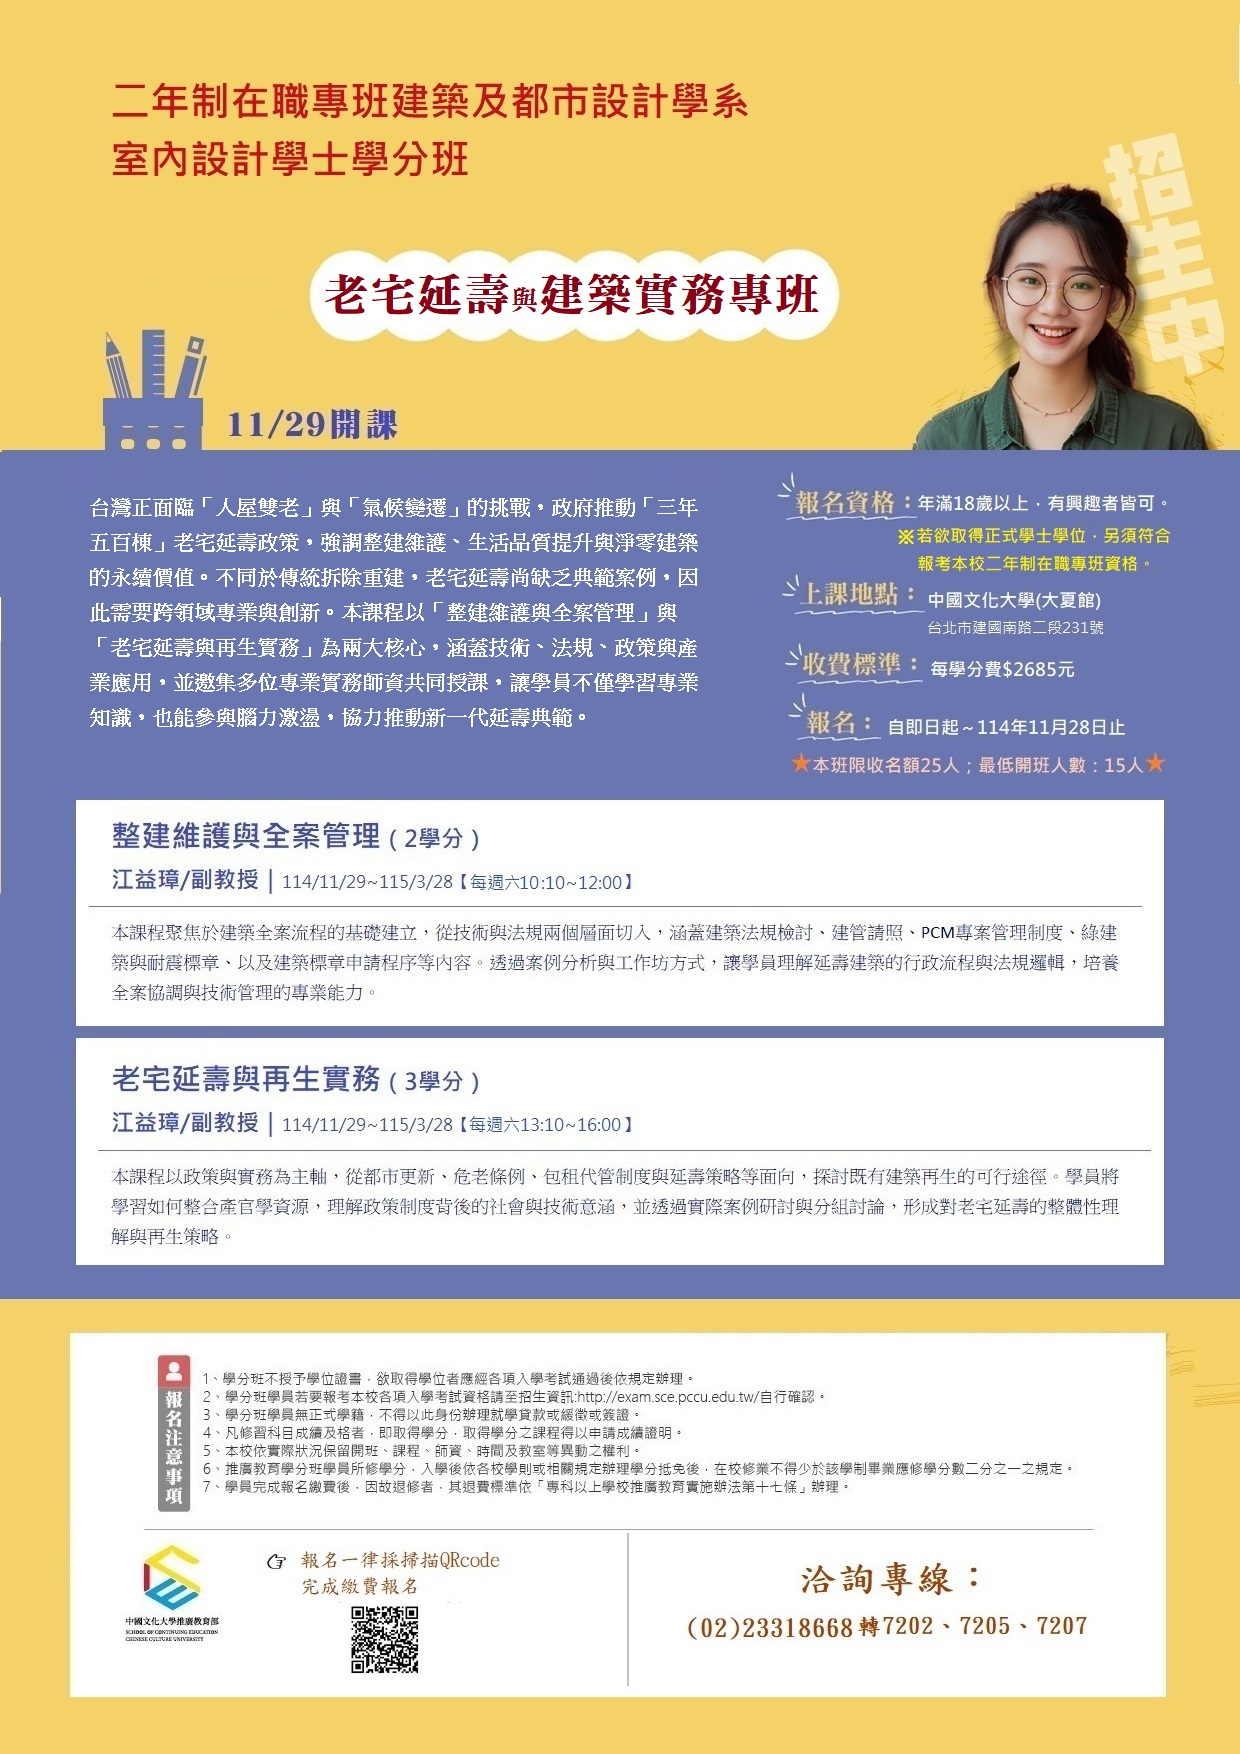 二年制在職專班建築及都市設計學系
室內設計學士學分班
招生中
老宅延壽與建築實務專班
11/29開課
台灣正面臨「人屋雙老」與「氣候變遷」的挑戰，政府推動「三年
五百棟」老宅延壽政策，強調整建維護、生活品質提升與淨零建築
的永續價值。不同於傳統拆除重建，老宅延壽尚缺乏典範案例，因
此需要跨領域專業與創新。本課程以「整建維護與全案管理」與
「老宅延壽與再生實務」為兩大核心，涵蓋技術、法規、政策與產
業應用，並邀集多位專業實務師資共同授課，讓學員不僅學習專業
知識，也能參與腦力激盪，協力推動新一代延壽典範。
報名資格：年滿18歲以上，有興趣者皆可。
※若欲取得正式學士學位，另須符合
報考本校二年制在職專班資格。
上課地點：中國文化大學(大夏館)
台北市建國南路二段231號
收費標準：每學分費$2685元
報名：自即日起~114年11月28日止
★本班限收名額25人；最低開班人數：15人★
整建維護與全案管理（2學分）
江益璋/副教授｜114/11/29~115/3/28【每週六10:10~12:00】
本課程聚焦於建築全案流程的基礎建立，從技術與法規兩個層面切入，涵蓋建築法規檢討、建管請照、PCM專案管理制度、綠建
築與耐震標章、以及建築標章申請程序等內容。透過案例分析與工作坊方式，讓學員理解延壽建築的行政流程與法規邏輯，培養
全案協調與技術管理的專業能力。
老宅延壽與再生實務（3學分）
江益璋/副教授｜114/11/29~115/3/28【每週六13:10~16:00】
本課程以政策與實務為主軸，從都市更新、危老條例、包租代管制度與延壽策略等面向，探討既有建築再生的可行途徑。學員將
學習如何整合產官學資源，理解政策制度背後的社會與技術意涵，並透過實際案例研討與分組討論，形成對老宅延壽的整體性理
解與再生策略。
報名注意事項
1、學分班不授予學位證書，欲取得學位者應經各項入學考試通過後依規定辦理。
2、學分班學員若要報考本校各項入學考試資格請至招生資訊:http://exam.sce.pccu.edu.tw/自行確認。
3、學分班學員無正式學籍，不得以此身份辦理就學貸款或緩徵或簽證。
4、凡修習科目成績及格者，即取得學分，取得學分之課程得以申請成績證明。
5、本校依實際狀況保留開班、課程、師資、時間及教室等異動之權利。
6、推廣教育學分班學員所修學分，入學後依各校學則或相關規定辦理學分抵免後，在校修業不得少於該學制畢業應修學分數二分之一之規定。
7、學員完成報名繳費後，因故退修者，其退費標準依「專科以上學校推廣教育實施辦法第十七條」辦理。
中國文化大學推廣教育部
SCHOOL OF CONTINUING EDUCATION
CHINESE CULTURE UNIVERSITY
☞ 報名一律採掃描QRcode
完成繳費報名
洽詢專線：
(02)23318668轉7202、7205、7207